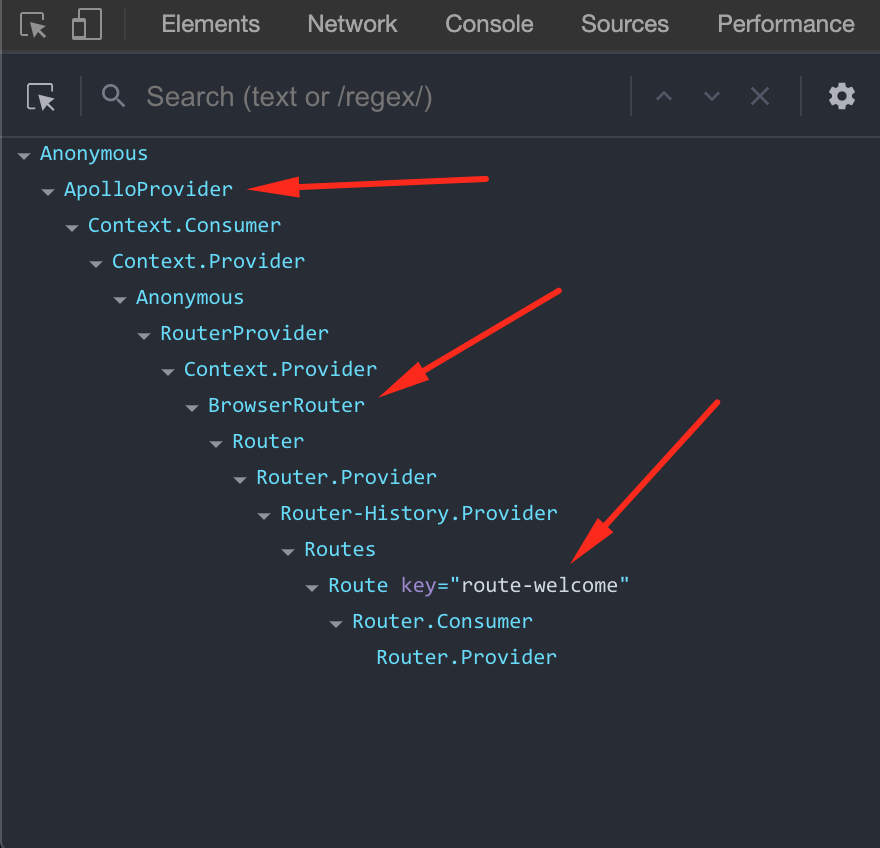 Elements Network Console Sources Performance
Search (text or /regex/)
Anonymous
ApolloProvider
Context.Consumer
Context.Provider
Anonymous
RouterProvider
Context.Provider
BrowserRouter
Router
Router.Provider
Router-History.Provider
Routes
Route key="route-welcome"
Router.Consumer
Router.Provider